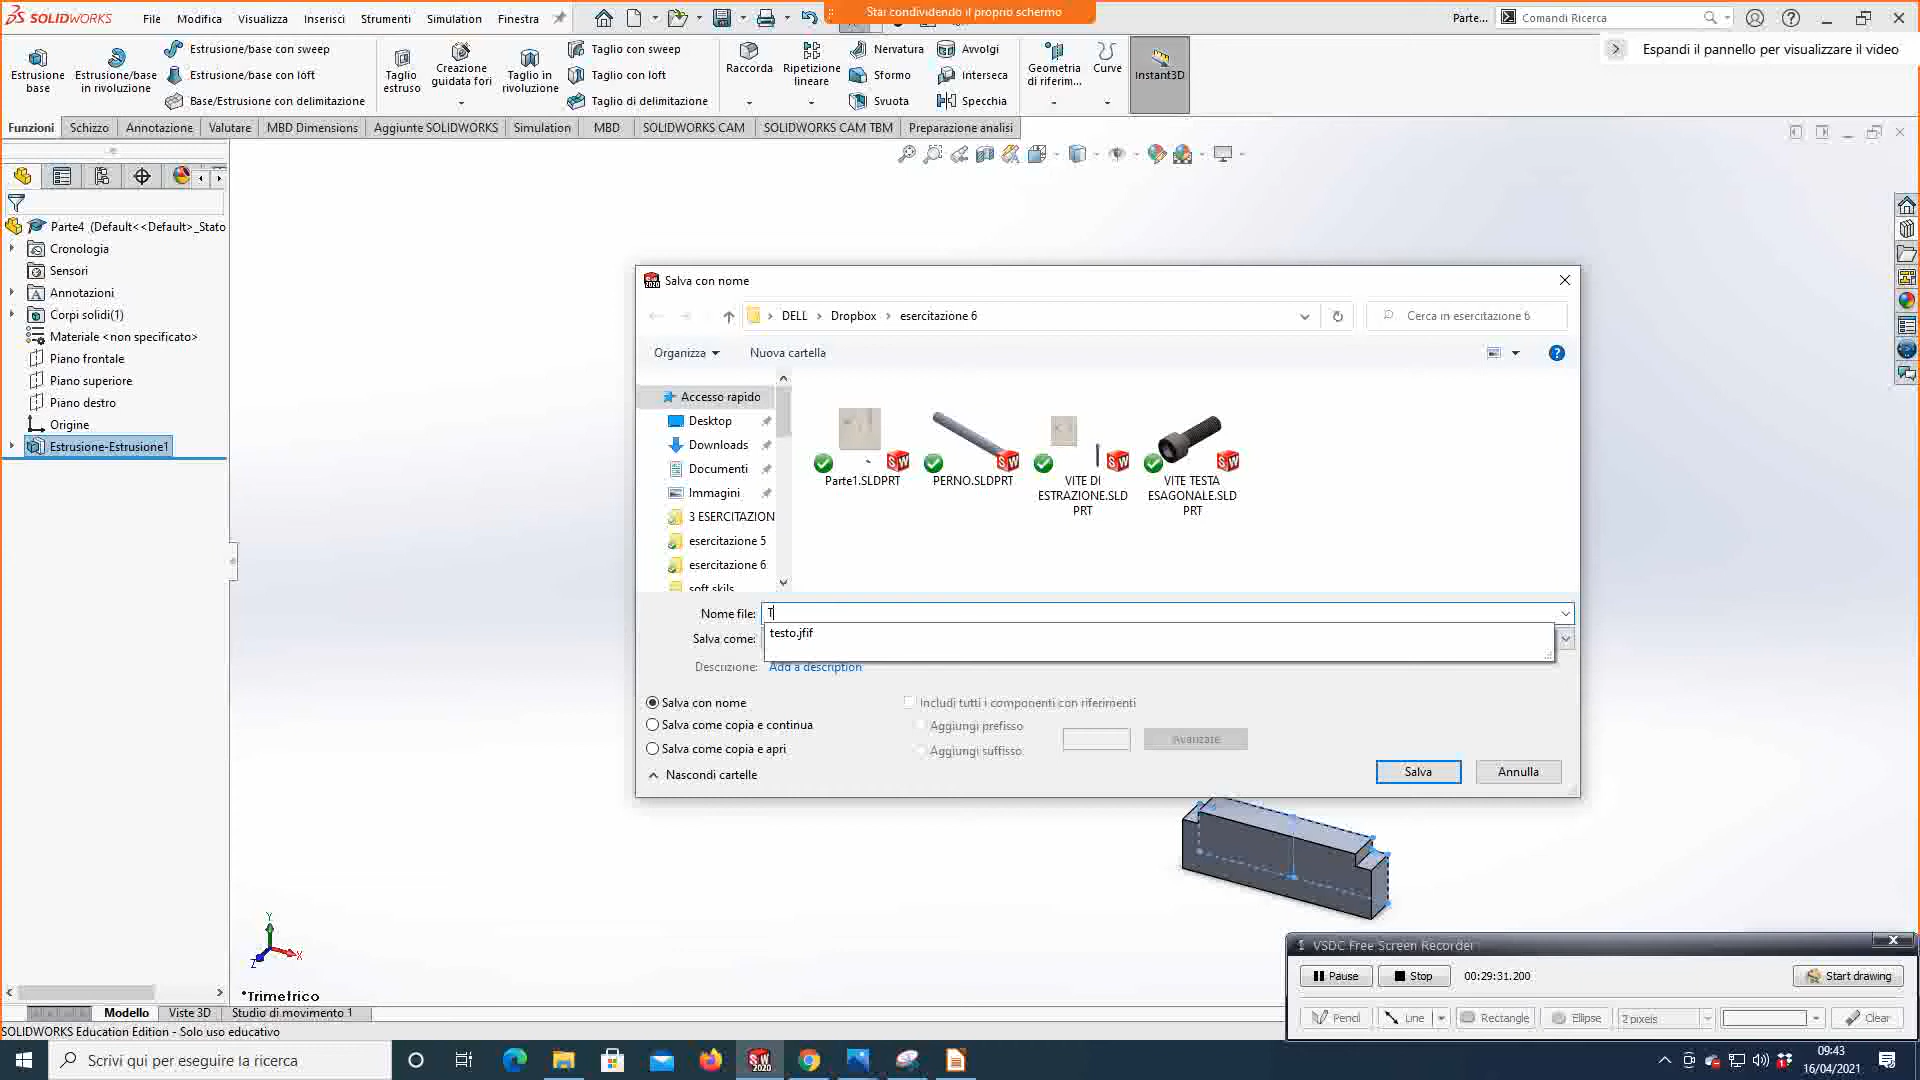 SOLIDWORKS
File
Modifica
Visualizza
Inserisci
Strumenti
Simulation
Finestra
Stai condividendo il proprio schermo
Parte...
Comandi Ricerca
Espandi il pannello per visualizzare il video
Estrusione base
Estrusione/base in rivoluzione
Estrusione/base con sweep
Estrusione/base con loft
Base/Estrusione con delimitazione
Taglio estruso
Creazione guidata fori
Taglio in rivoluzione
Taglio con sweep
Taglio con loft
Taglio di delimitazione
Raccorda
Ripetizione lineare
Nervatura
Sformo
Svuota
Avvolgi
Interseca
Specchia
Geometria di riferim...
Curve
Instant3D
Funzioni
Schizzo
Annotazione
Valutare
MBD Dimensions
Aggiunte SOLIDWORKS
Simulation
MBD
SOLIDWORKS CAM
SOLIDWORKS CAM TBM
Preparazione analisi
Parte4 (Default<<Default>_Stato
Cronologia
Sensori
Annotazioni
Corpi solidi(1)
Materiale <non specificato>
Piano frontale
Piano superiore
Piano destro
Origine
Estrusione-Estrusione1
Salva con nome
DELL
Dropbox
esercitazione 6
Cerca in esercitazione 6
Organizza
Nuova cartella
Accesso rapido
Desktop
Downloads
Documenti
Immagini
3 ESERCITAZION
esercitazione 5
esercitazione 6
soft skils
Parte1.SLDPRT
PERNO.SLDPRT
VITE DI
ESTRAZIONE.SLD
PRT
VITE TESTA
ESAGONALE.SLD
PRT
Nome file: T
testo.jfif
Salva come:
Descrizione: Add a description
Salva con nome
Salva come copia e continua
Salva come copia e apri
Includi tutti i componenti con riferimenti
Aggiungi prefisso
Aggiungi suffisso
Avanzate
Nascondi cartelle
Salva
Annulla
Y
X
Z
*Trimetrico
Modello
Viste 3D
Studio di movimento 1
SOLIDWORKS Education Edition - Solo uso educativo
VSDC Free Screen Recorder
Pause
Stop
00:29:31.200
Start drawing
Pencil
Line
Rectangle
Ellipse
2 pixels
Clear
Scrivi qui per eseguire la ricerca
SW
2020
09:43
16/04/2021